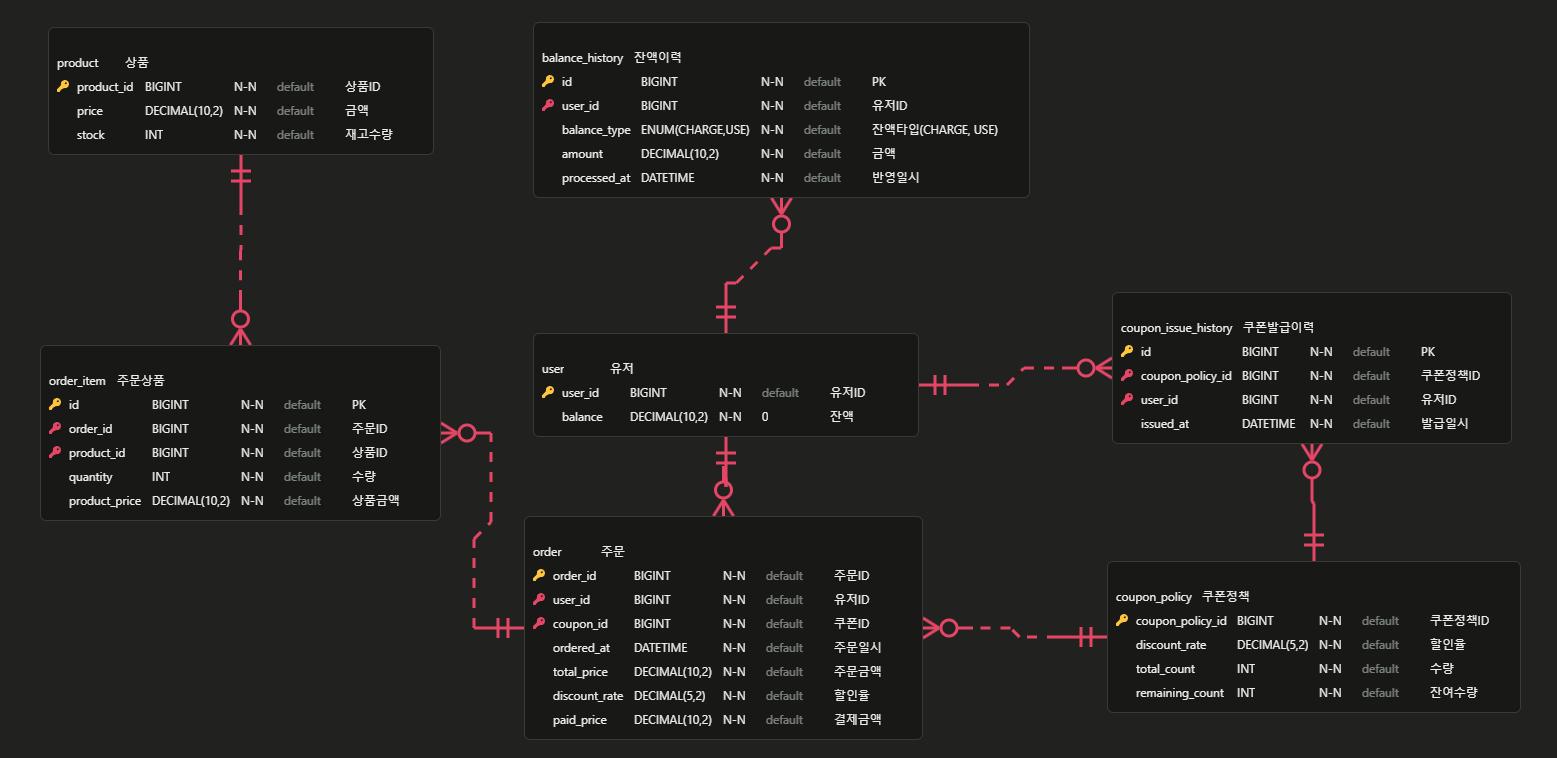 product 상품
product_id BIGINT N-N default 상품ID
price DECIMAL(10,2) N-N default 금액
stock INT N-N default 재고수량
balance_history 잔액이력
id BIGINT N-N default PK
user_id BIGINT N-N default 유저ID
balance_type ENUM(CHARGE,USE) N-N default 잔액타입(CHARGE, USE)
amount DECIMAL(10,2) N-N default 금액
processed_at DATETIME N-N default 반영일시
order_item 주문상품
id BIGINT N-N default PK
order_id BIGINT N-N default 주문ID
product_id BIGINT N-N default 상품ID
quantity INT N-N default 수량
product_price DECIMAL(10,2) N-N default 상품금액
user 유저
user_id BIGINT N-N default 유저ID
balance DECIMAL(10,2) N-N 0 잔액
coupon_issue_history 쿠폰발급이력
id BIGINT N-N default PK
coupon_policy_id BIGINT N-N default 쿠폰정책ID
user_id BIGINT N-N default 유저ID
issued_at DATETIME N-N default 발급일시
order 주문
order_id BIGINT N-N default 주문ID
user_id BIGINT N-N default 유저ID
coupon_id BIGINT N-N default 쿠폰ID
ordered_at DATETIME N-N default 주문일시
total_price DECIMAL(10,2) N-N default 주문금액
discount_rate DECIMAL(5,2) N-N default 할인율
paid_price DECIMAL(10,2) N-N default 결제금액
coupon_policy 쿠폰정책
coupon_policy_id BIGINT N-N default 쿠폰정책ID
discount_rate DECIMAL(5,2) N-N default 할인율
total_count INT N-N default 수량
remaining_count INT N-N default 잔여수량